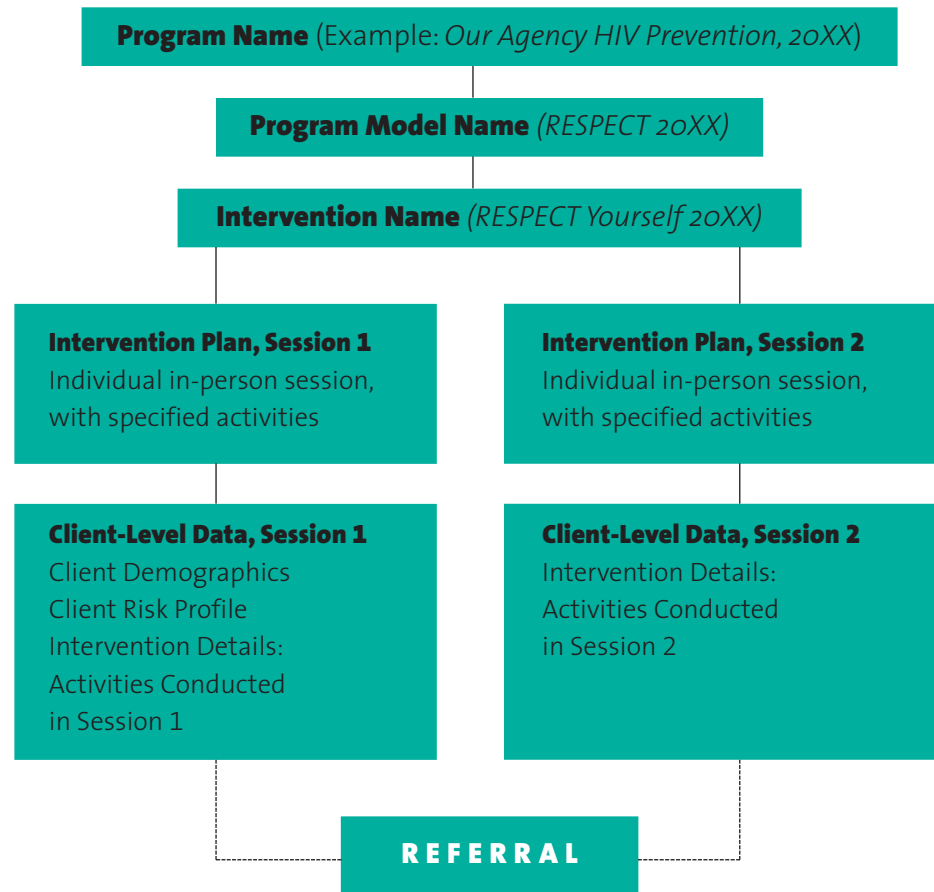 Program Name (Example: Our Agency HIV Prevention, 20XX)
Program Model Name (RESPECT 20XX)
Intervention Name (RESPECT Yourself 20XX)
Intervention Plan, Session 1
Individual in-person session,
with specified activities
Intervention Plan, Session 2
Individual in-person session,
with specified activities
Client-Level Data, Session 1
Client Demographics
Client Risk Profile
Intervention Details:
Activities Conducted
in Session 1
Client-Level Data, Session 2
Intervention Details:
Activities Conducted
in Session 2
REFERRAL